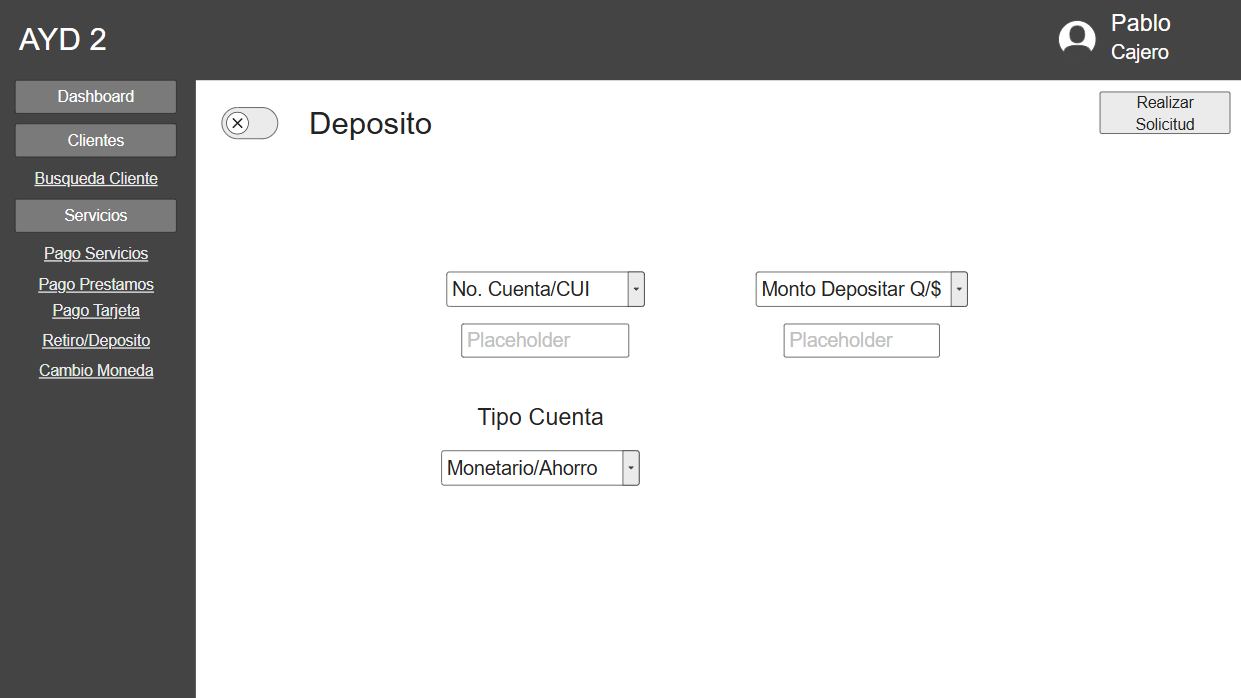 AYD 2
Pablo
Cajero
Dashboard
Clientes
Busqueda Cliente
Servicios
Pago Servicios
Pago Prestamos
Pago Tarjeta
Retiro/Deposito
Cambio Moneda
Deposito
Realizar
Solicitud
No. Cuenta/CUI
Monto Depositar Q/$
Placeholder
Placeholder
Tipo Cuenta
Monetario/Ahorro